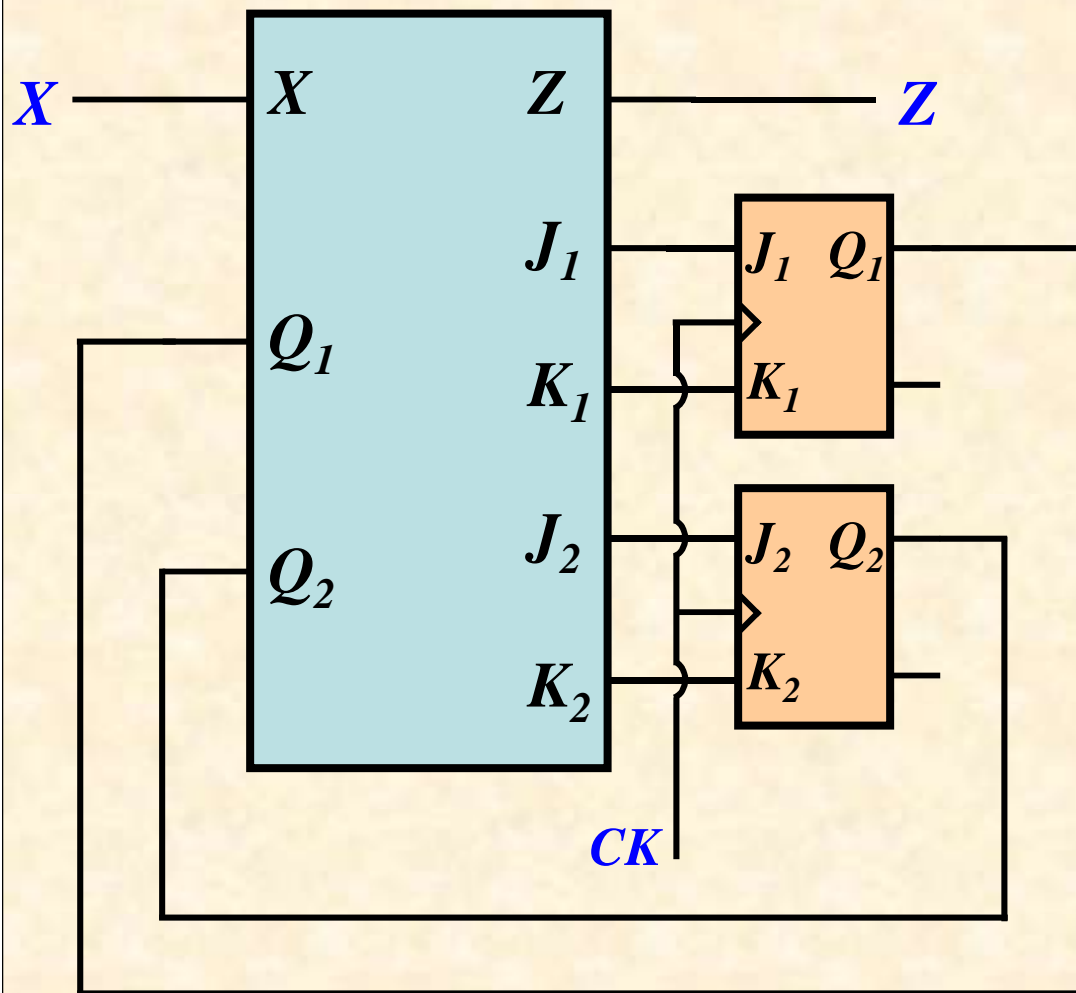 X X Z Z
J₁ J₁ Q₁
Q₁
K₁ K₁
J₂ J₂ Q₂
Q₂
K₂ K₂
CK